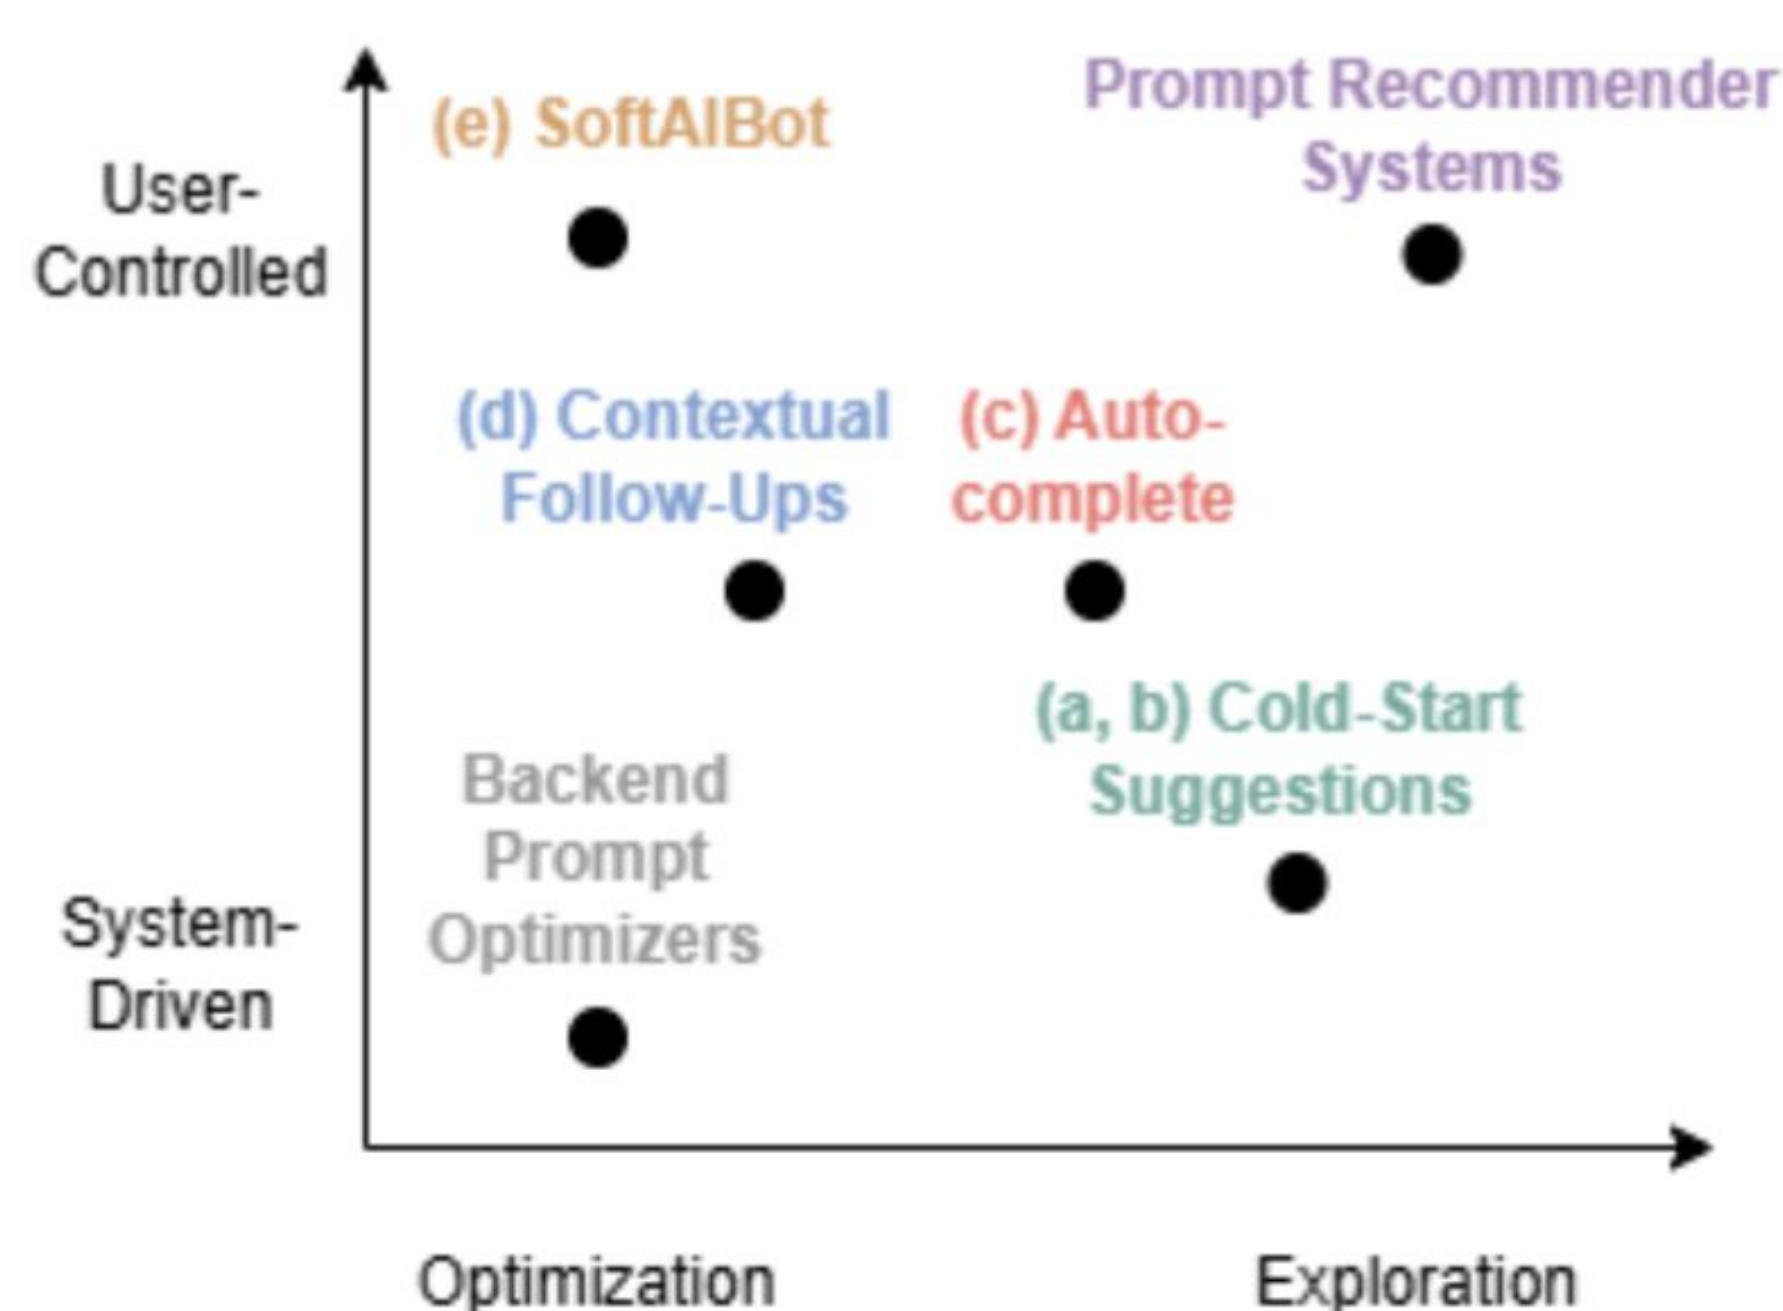 (e) SoftAIBot
Prompt Recommender
Systems
User-
Controlled
(d) Contextual
Follow-Ups
(c) Auto-
complete
(a, b) Cold-Start
Suggestions
Backend
Prompt
Optimizers
System-
Driven
Optimization
Exploration